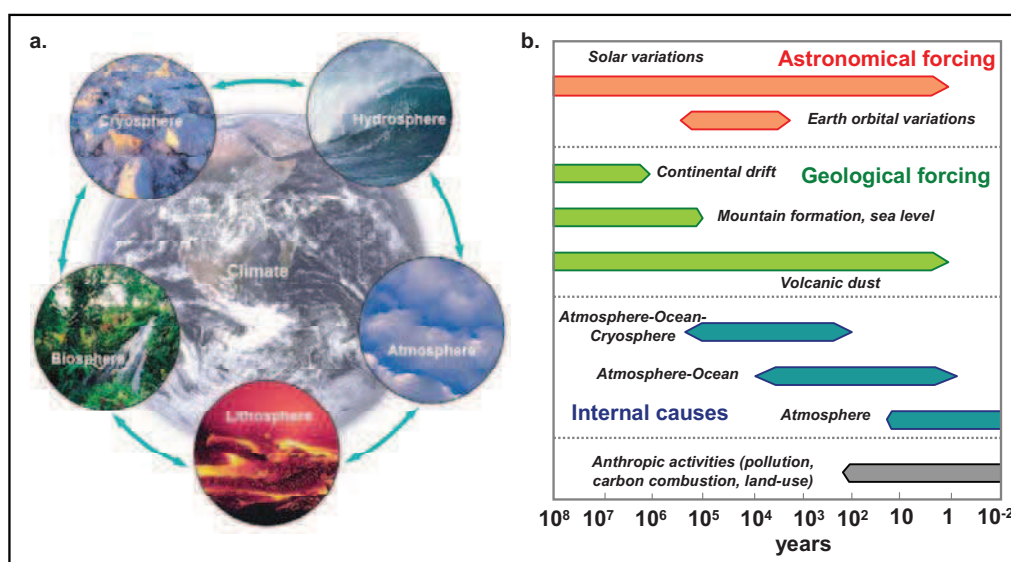 a.
Cryosphere
Hydrosphere
Climate
Biosphere
Atmosphere
Lithosphere
b.
Solar variations
Astronomical forcing
Earth orbital variations
Continental drift
Geological forcing
Mountain formation, sea level
Volcanic dust
Atmosphere-Ocean-
Cryosphere
Atmosphere-Ocean
Internal causes
Atmosphere
Anthropic activities (pollution,
carbon combustion, land-use)
10⁸ 10⁷ 10⁶ 10⁵ 10⁴ 10³ 10² 10 1 10⁻²
years